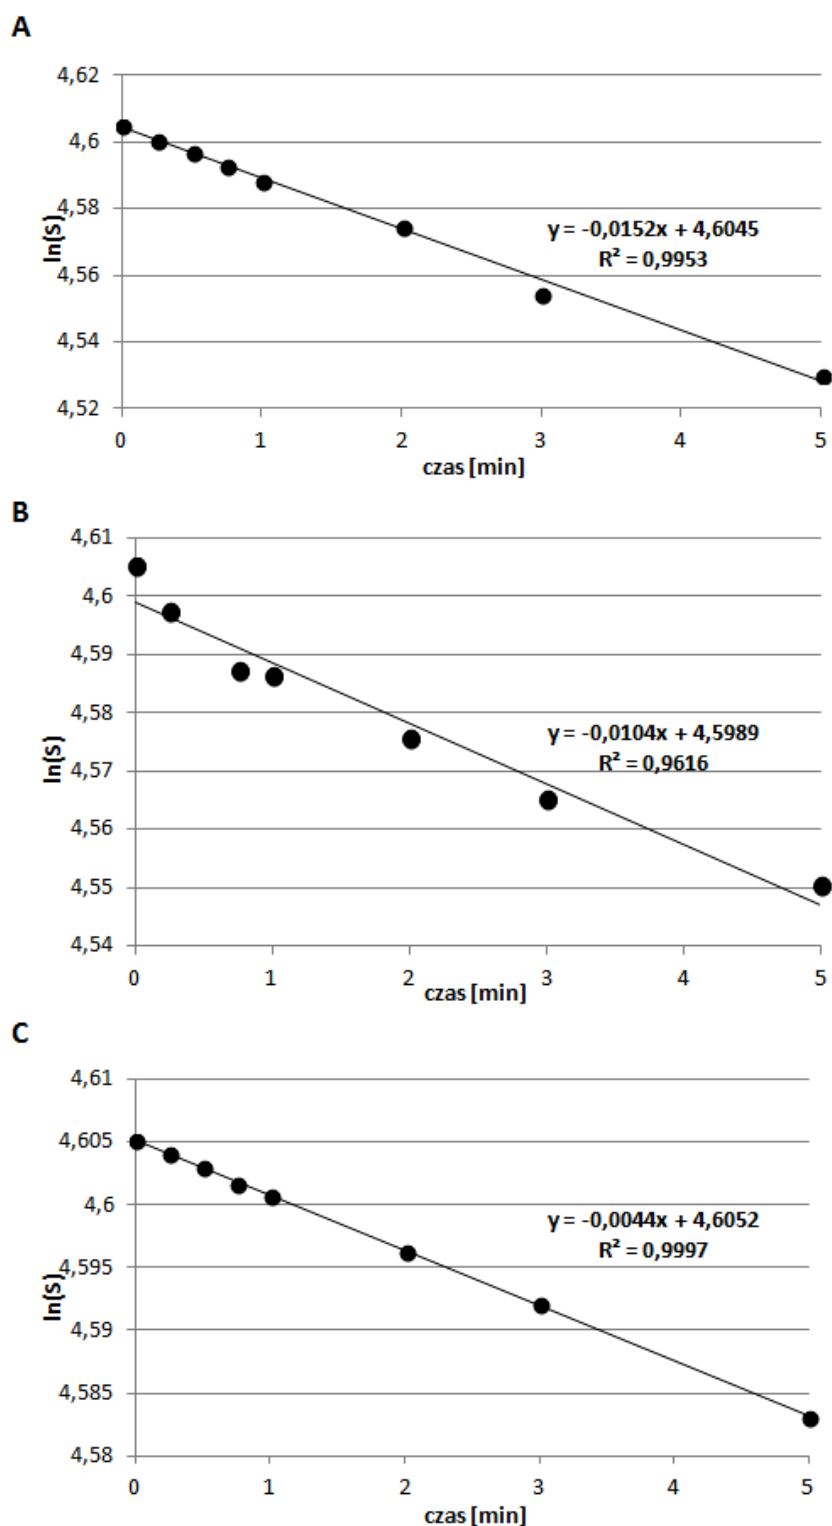 A
4,62
4,6
4,58
4,56
4,54
4,52
ln(S)
y = -0,0152x + 4,6045
R² = 0,9953
0 1 2 3 4 5
czas [min]
B
4,61
4,6
4,59
4,58
4,57
4,56
4,55
4,54
ln(S)
y = -0,0104x + 4,5989
R² = 0,9616
0 1 2 3 4 5
czas [min]
C
4,61
4,605
4,6
4,595
4,59
4,585
4,58
ln(S)
y = -0,0044x + 4,6052
R² = 0,9997
0 1 2 3 4 5
czas [min]